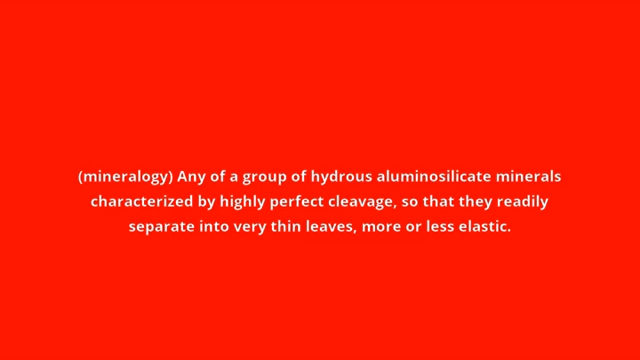 (mineralogy) Any of a group of hydrous aluminosilicate minerals
characterized by highly perfect cleavage, so that they readily
separate into very thin leaves, more or less elastic.